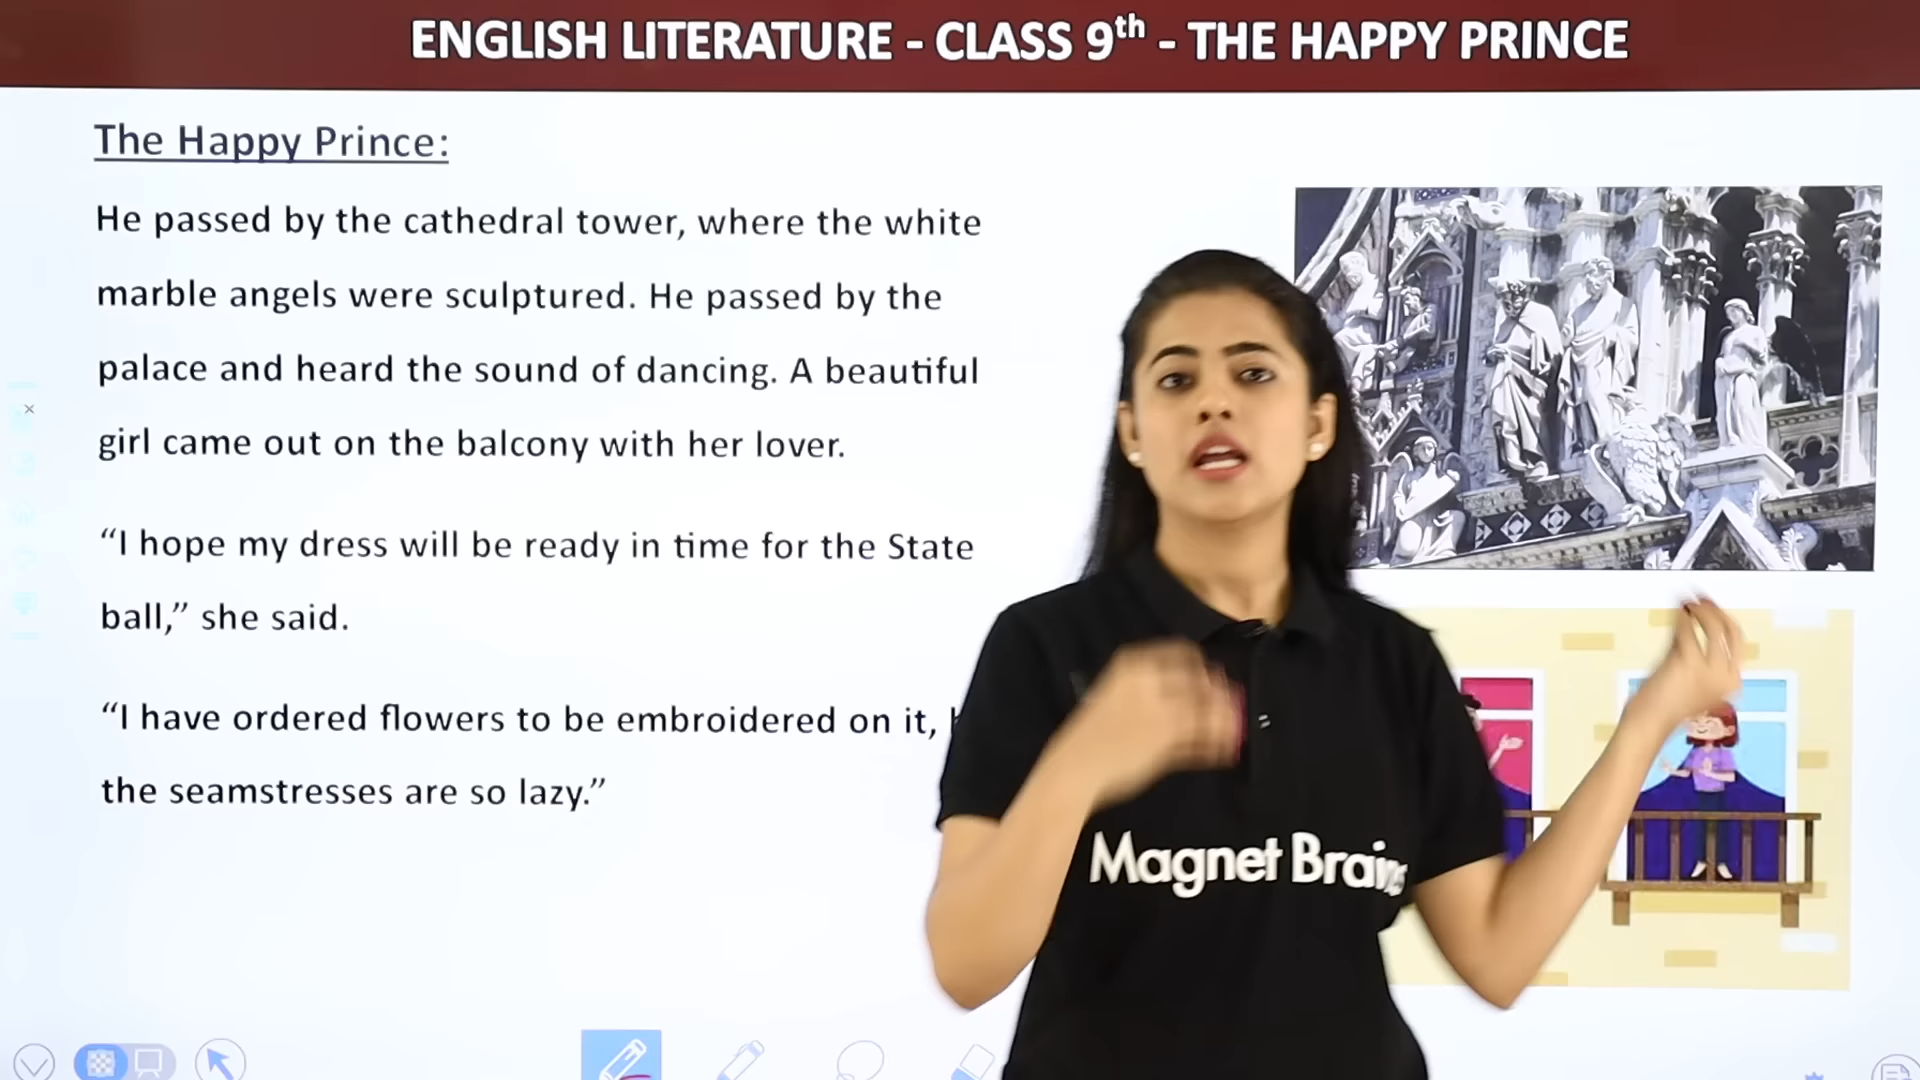 ENGLISH LITERATURE - CLASS 9th - THE HAPPY PRINCE
The Happy Prince:
He passed by the cathedral tower, where the white
marble angels were sculptured. He passed by the
palace and heard the sound of dancing. A beautiful
girl came out on the balcony with her lover.
“I hope my dress will be ready in time for the State
ball,” she said.
“I have ordered flowers to be embroidered on it,
the seamstresses are so lazy.”
Magnet Brains